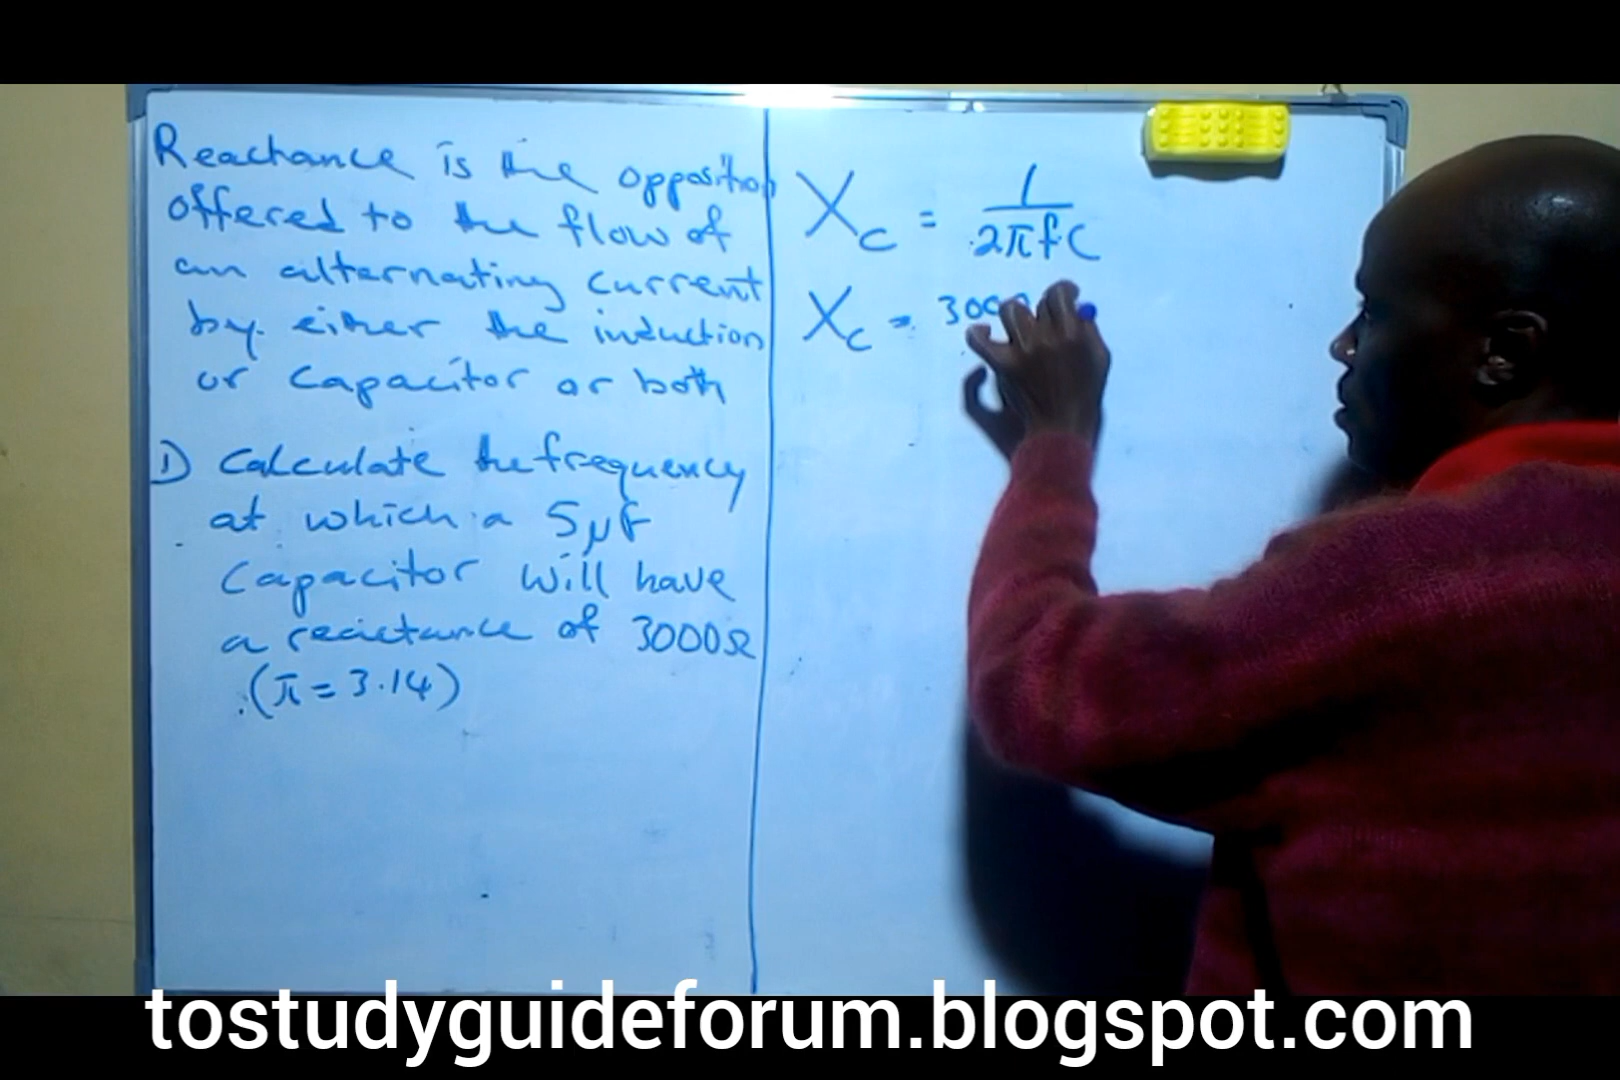 Reactance is the opposition
offered to the flow of
an alternating current
by either the induction
or capacitor or both
1) Calculate the frequency
at which a 5μf
capacitor will have
a reactance of 3000Ω
(π = 3.14)
Xc = 1/2πfC
Xc = 300
tostudyguideforum.blogspot.com